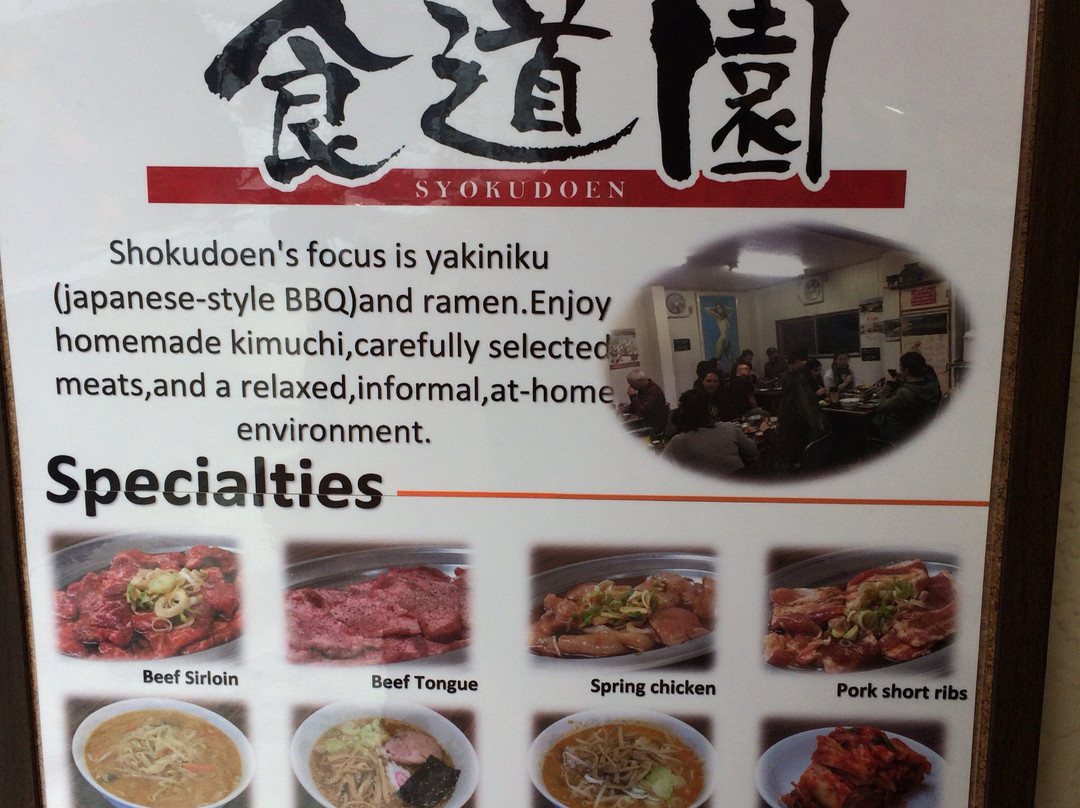 食道園
SYOKUDOEN
Shokudoen's focus is yakiniku
(japanese-style BBQ)and ramen.Enjoy
homemade kimuchi,carefully selected
meats,and a relaxed,informal,at-home
environment.
Specialties
Beef Sirloin
Beef Tongue
Spring chicken
Pork short ribs